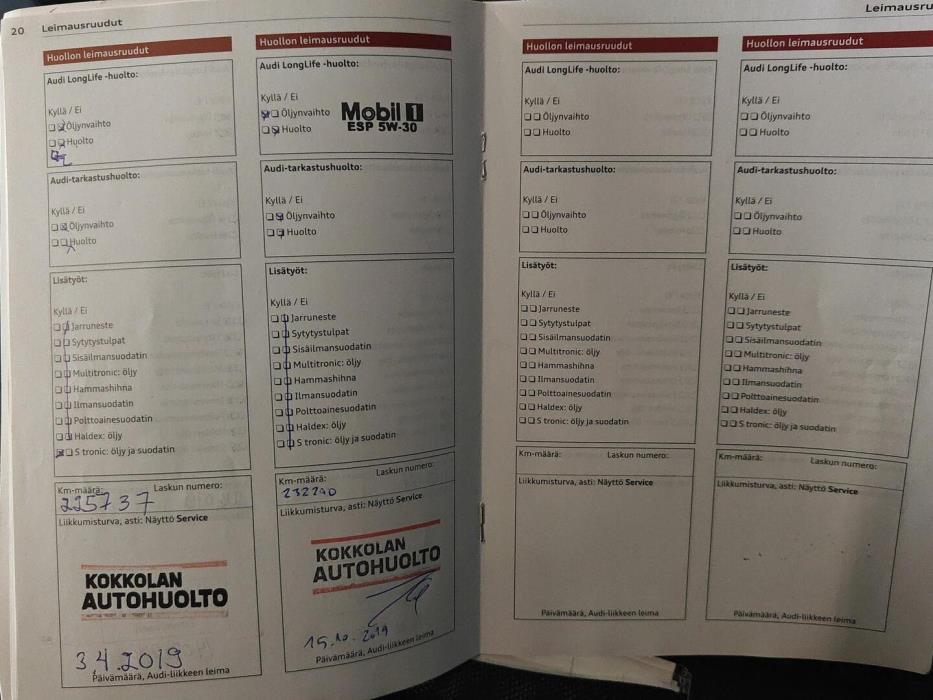 20 Leimausruudut
Huollon leimausruudut
Audi LongLife -huolto:
Kyllä / Ei
Öljynvaihto
Huolto
Audi-tarkastushuolto:
Kyllä / Ei
Öljynvaihto
Huolto
Lisätyöt:
Kyllä / Ei
Jarruneste
Sytytystulpat
Sisäilmansuodatin
Multitronic: öljy
Hammashihna
Ilmansuodatin
Polttoainesuodatin
Haldex: öljy
S tronic: öljy ja suodatin
Km-määrä: Laskun numero:
225737
Liikkumisturva, asti: Näyttö Service
KOKKOLAN
AUTOHUOLTO
3.4.2019
Päivämäärä, Audi-liikkeen leima
Huollon leimausruudut
Audi LongLife -huolto:
Kyllä / Ei
Öljynvaihto
Huolto
Mobil 1
ESP 5W-30
Audi-tarkastushuolto:
Kyllä / Ei
Öljynvaihto
Huolto
Lisätyöt:
Kyllä / Ei
Jarruneste
Sytytystulpat
Sisäilmansuodatin
Multitronic: öljy
Hammashihna
Ilmansuodatin
Polttoainesuodatin
Haldex: öljy
S tronic: öljy ja suodatin
Km-määrä: Laskun numero:
232290
Liikkumisturva, asti: Näyttö Service
KOKKOLAN
AUTOHUOLTO
15.10.2019
Päivämäärä, Audi-liikkeen leima
Huollon leimausruudut
Audi LongLife -huolto:
Kyllä / Ei
Öljynvaihto
Huolto
Audi-tarkastushuolto:
Kyllä / Ei
Öljynvaihto
Huolto
Lisätyöt:
Kyllä / Ei
Jarruneste
Sytytystulpat
Sisäilmansuodatin
Multitronic: öljy
Hammashihna
Ilmansuodatin
Polttoainesuodatin
Haldex: öljy
S tronic: öljy ja suodatin
Km-määrä: Laskun numero:
Liikkumisturva, asti: Näyttö Service
Päivämäärä, Audi-liikkeen leima
Leimausru
Huollon leimausruudut
Audi LongLife -huolto:
Kyllä / Ei
Öljynvaihto
Huolto
Audi-tarkastushuolto:
Kyllä / Ei
Öljynvaihto
Huolto
Lisätyöt:
Kyllä / Ei
Jarruneste
Sytytystulpat
Sisäilmansuodatin
Multitronic: öljy
Hammashihna
Ilmansuodatin
Polttoainesuodatin
Haldex: öljy
S tronic: öljy ja suodatin
Km-määrä: Laskun numero:
Liikkumisturva, asti: Näyttö Service
Päivämäärä, Audi-liikkeen leima